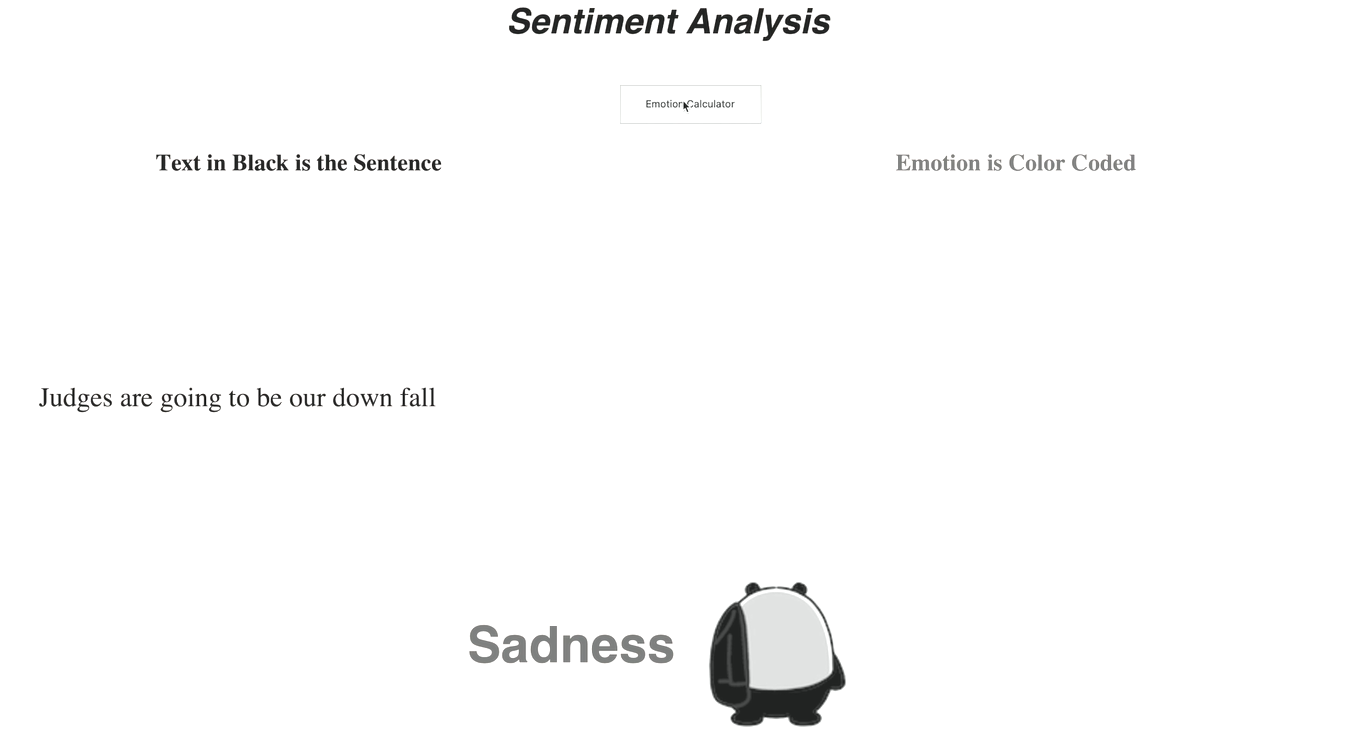 Sentiment Analysis
Emotion Calculator
Text in Black is the Sentence
Emotion is Color Coded
Judges are going to be our down fall
Sadness